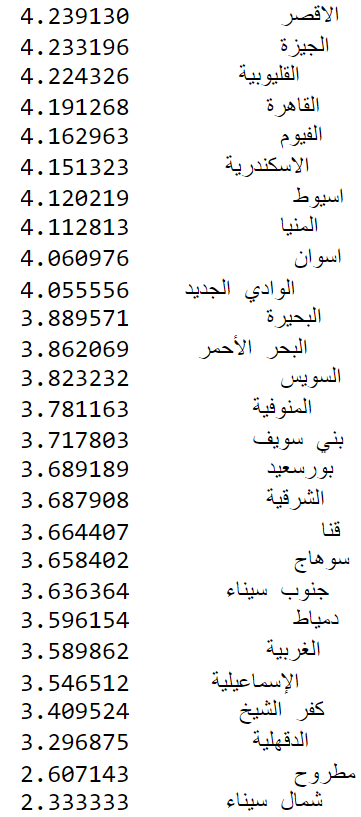 الاقصر 4.239130
الجيزة 4.233196
القليوبية 4.224326
القاهرة 4.191268
الفيوم 4.162963
الاسكندرية 4.151323
اسيوط 4.120219
المنيا 4.112813
اسوان 4.060976
الوادي الجديد 4.055556
البحيرة 3.889571
البحر الأحمر 3.862069
السويس 3.823232
المنوفية 3.781163
بني سويف 3.717803
بورسعيد 3.689189
الشرقية 3.687908
قنا 3.664407
سوهاج 3.658402
جنوب سيناء 3.636364
دمياط 3.596154
الغربية 3.589862
الإسماعيلية 3.546512
كفر الشيخ 3.409524
الدقهلية 3.296875
مطروح 2.607143
شمال سيناء 2.333333